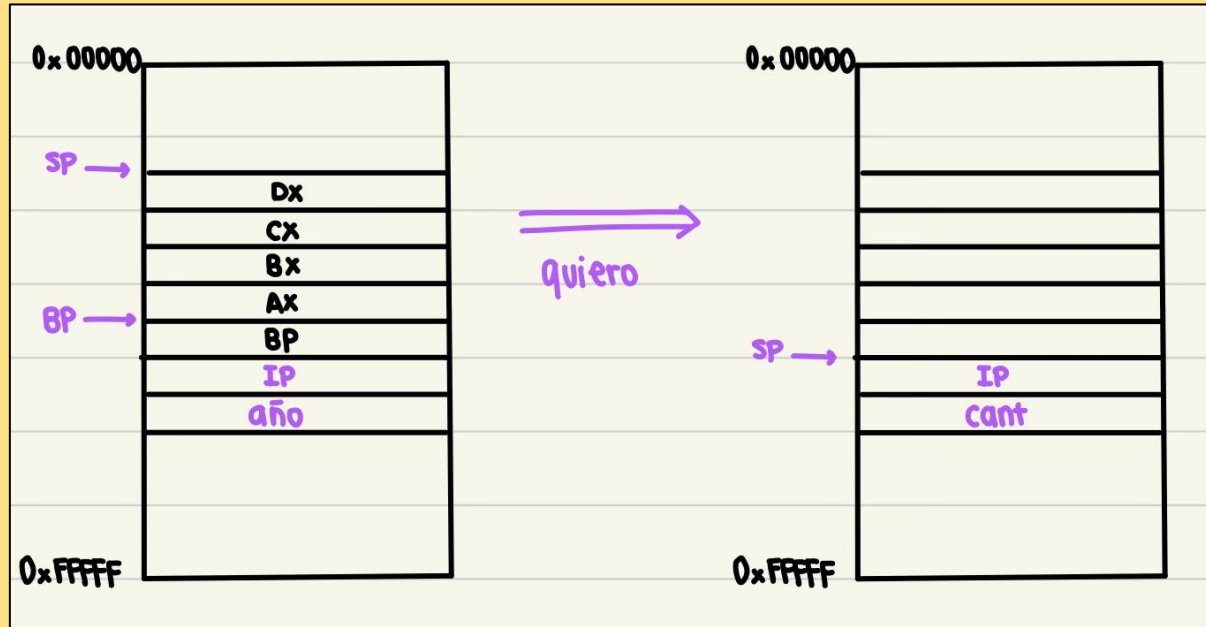 0x00000
SP →
DX
CX
BX
AX
BP →
BP
IP
año
0xFFFFF
quiero
0x00000
SP →
IP
cant
0xFFFFF